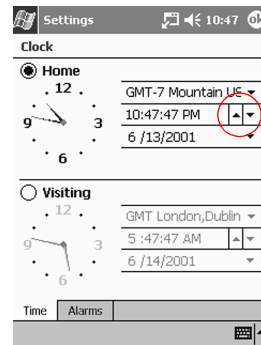 Settings 10:47 ok
Clock
Home
12
9
3
6
GMT-7 Mountain US
10:47:47 PM
6 /13/2001
Visiting
12
9
3
6
GMT London,Dublin
5 :47:47 AM
6 /14/2001
Time Alarms